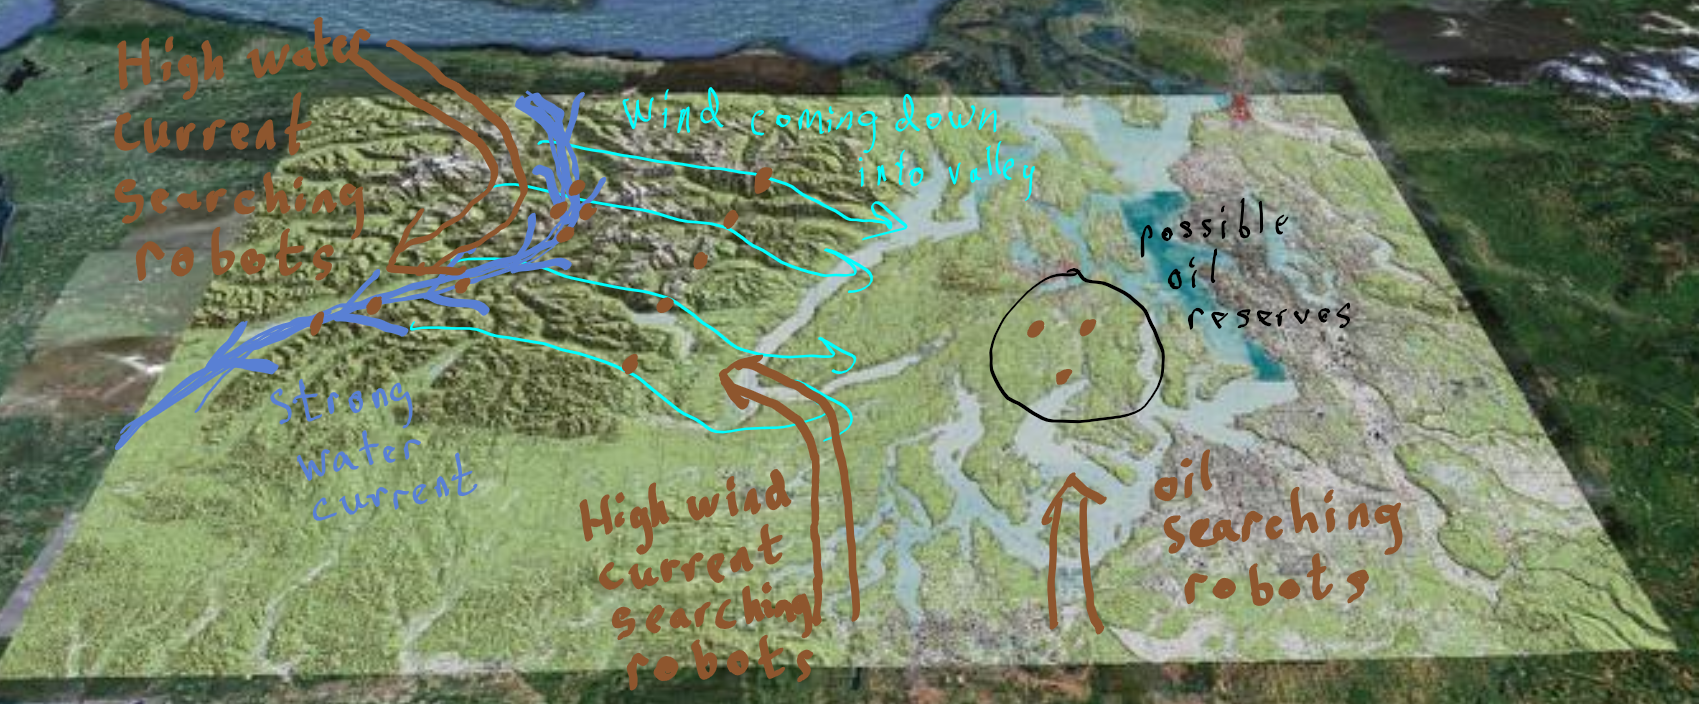 High water
current
searching
robots
Wind coming down
into valley
possible
oil
reserves
Strong
water
current
High wind
current
searching
robots
oil
searching
robots